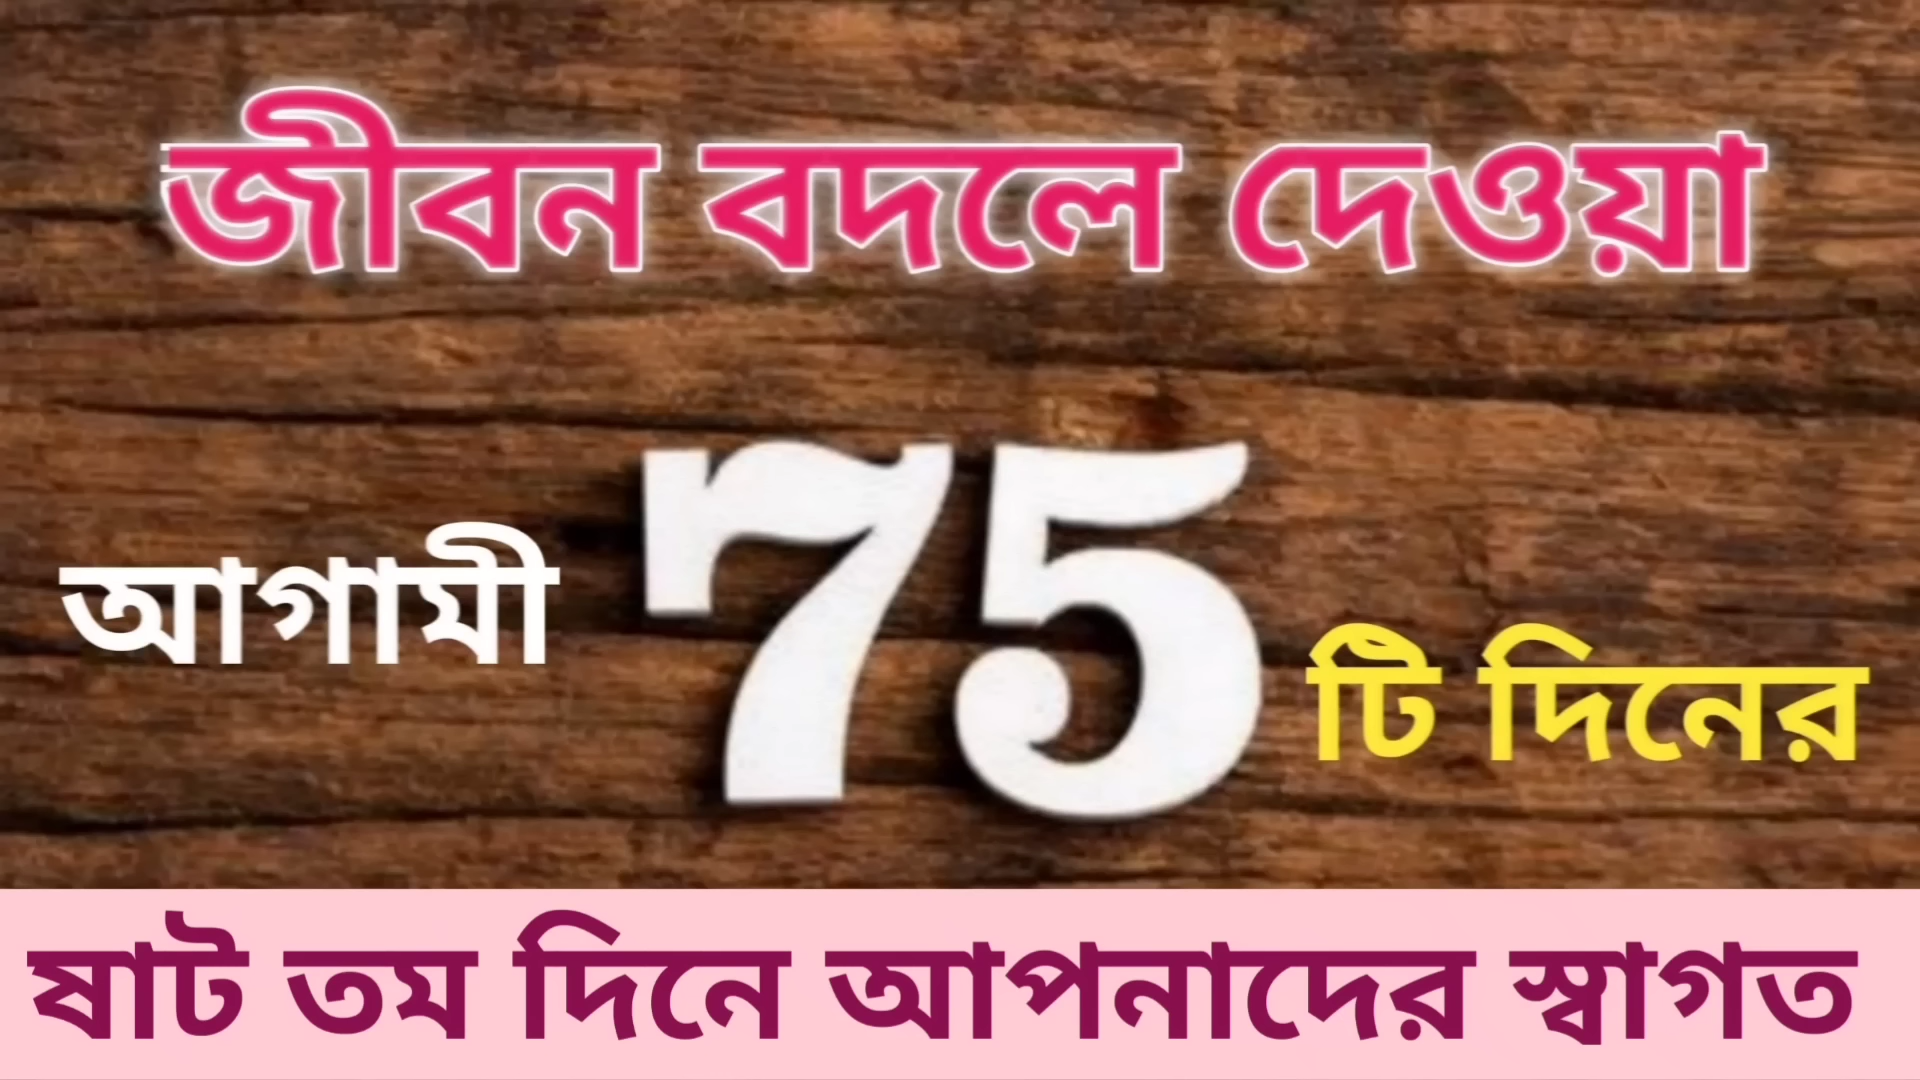 জীবন বদলে দেওয়া
আগামী 75 টি দিনের
ষাট তম দিনে আপনাদের স্বাগত